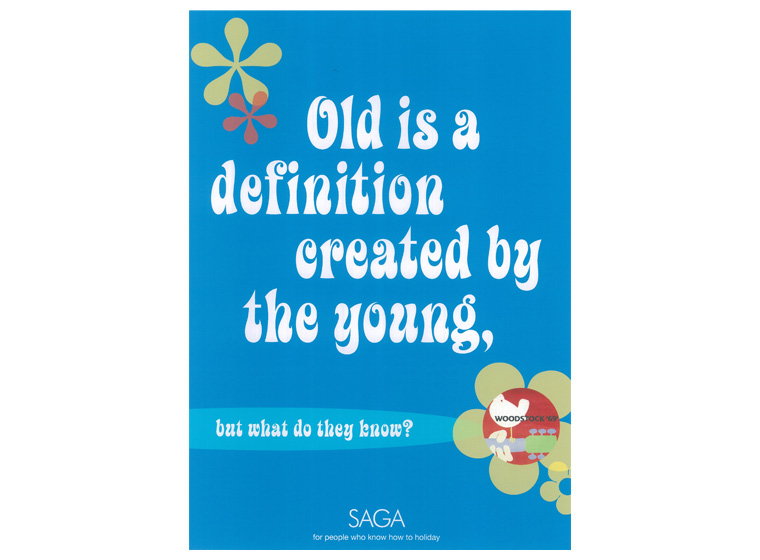 Old is a
definition
created by
the young,
but what do they know?
WOODSTOCK '69
SAGA
for people who know how to holiday